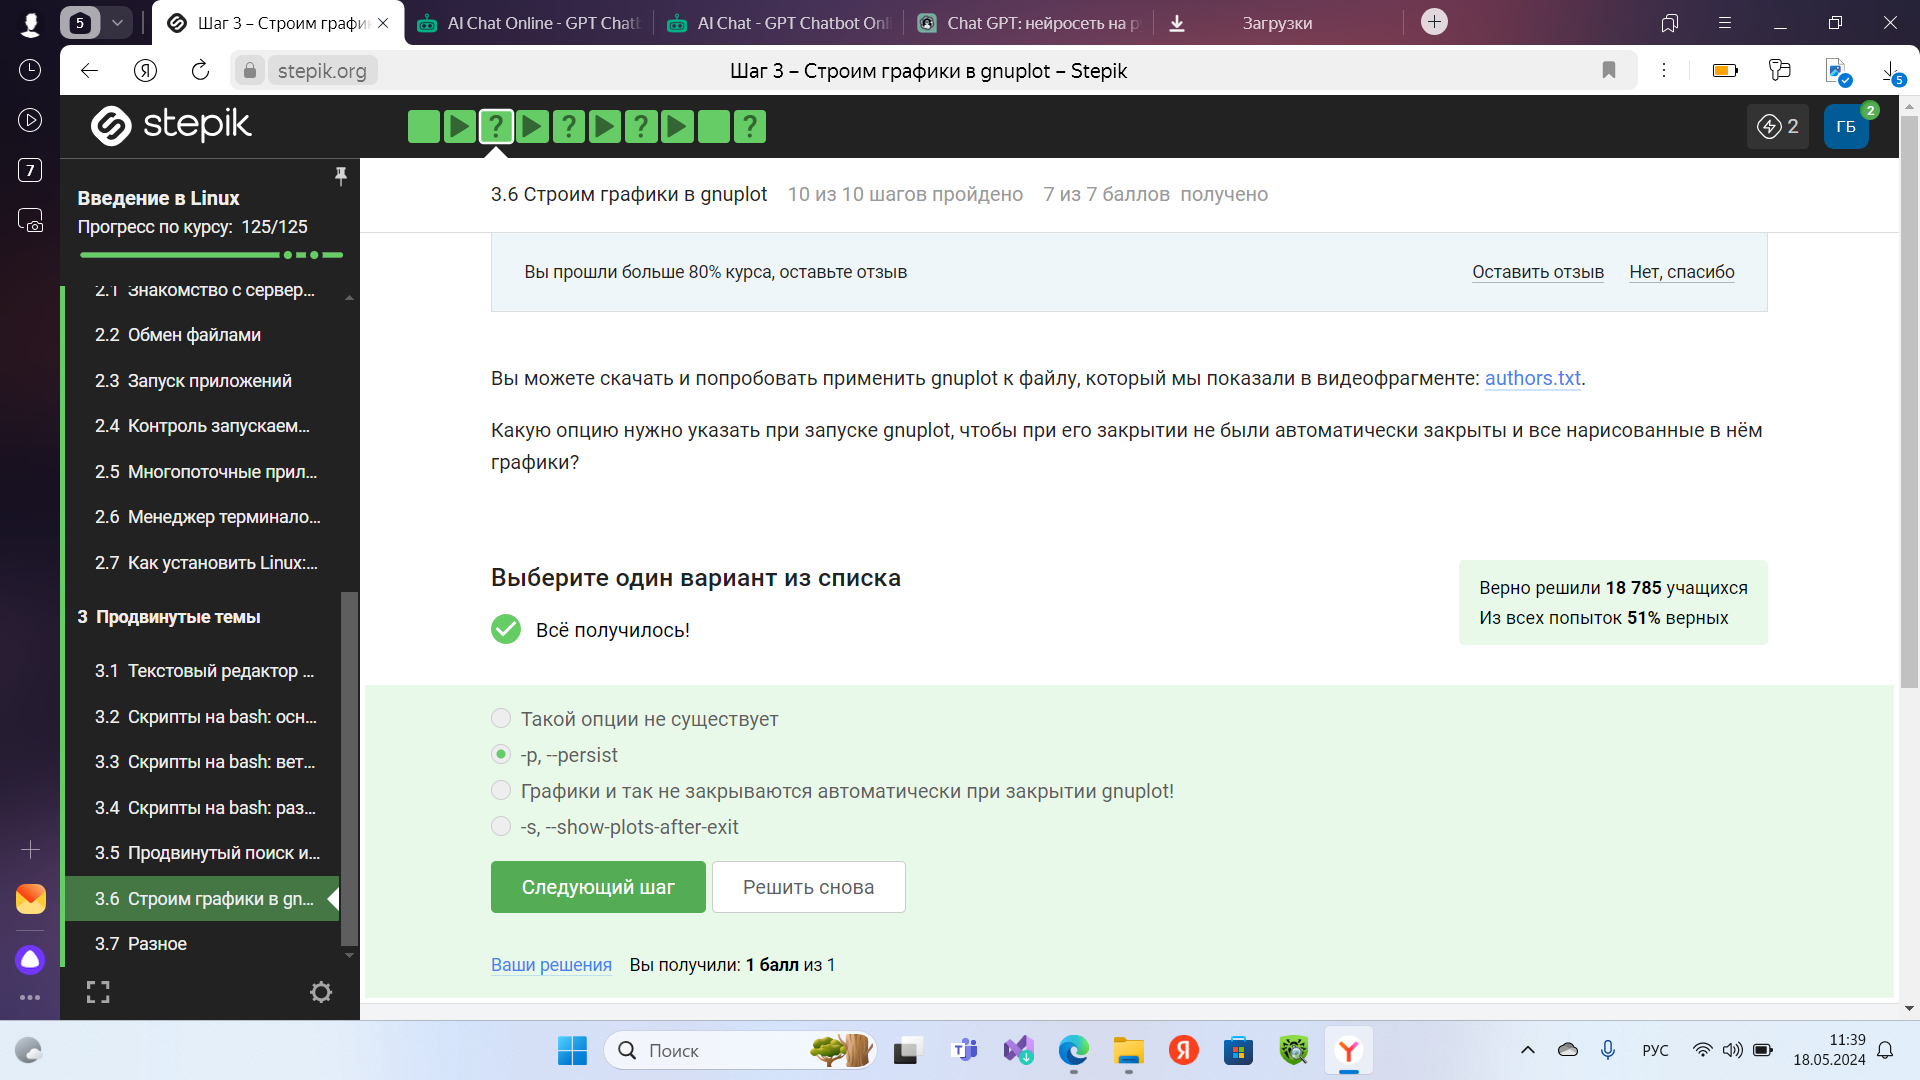 5
Шаг 3 – Строим график
AI Chat Online - GPT Chatb
AI Chat - GPT Chatbot Onl
Chat GPT: нейросеть на р
Загрузки
Я
stepik.org
Шаг 3 – Строим графики в gnuplot – Stepik
5
stepik
?
?
?
?
2
ГБ
2
7
Введение в Linux
Прогресс по курсу: 125/125
2.1 Знакомство с сервер...
2.2 Обмен файлами
2.3 Запуск приложений
2.4 Контроль запускаем...
2.5 Многопоточные прил...
2.6 Менеджер терминало...
2.7 Как установить Linux:...
3 Продвинутые темы
3.1 Текстовый редактор ...
3.2 Скрипты на bash: осн...
3.3 Скрипты на bash: вет...
3.4 Скрипты на bash: раз...
3.5 Продвинутый поиск и...
3.6 Строим графики в gn...
3.7 Разное
3.6 Строим графики в gnuplot 10 из 10 шагов пройдено 7 из 7 баллов получено
Вы прошли больше 80% курса, оставьте отзыв
Оставить отзыв
Нет, спасибо
Вы можете скачать и попробовать применить gnuplot к файлу, который мы показали в видеофрагменте: authors.txt.
Какую опцию нужно указать при запуске gnuplot, чтобы при его закрытии не были автоматически закрыты и все нарисованные в нём
графики?
Выберите один вариант из списка
Всё получилось!
Верно решили 18 785 учащихся
Из всех попыток 51% верных
Такой опции не существует
-p, --persist
Графики и так не закрываются автоматически при закрытии gnuplot!
-s, --show-plots-after-exit
Следующий шаг
Решить снова
Ваши решения Вы получили: 1 балл из 1
Поиск
Я
РУС
11:39
18.05.2024